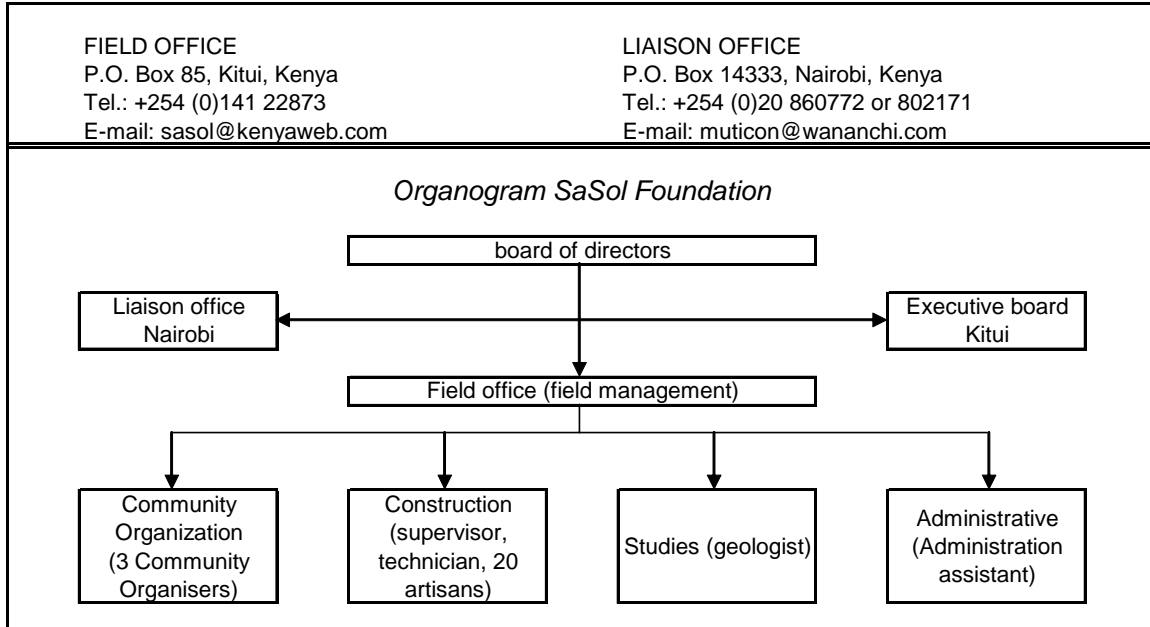 FIELD OFFICE
P.O. Box 85, Kitui, Kenya
Tel.: +254 (0)141 22873
E-mail: sasol@kenyaweb.com
LIAISON OFFICE
P.O. Box 14333, Nairobi, Kenya
Tel.: +254 (0)20 860772 or 802171
E-mail: muticon@wananchi.com
Organogram SaSol Foundation
board of directors
Liaison office
Nairobi
Executive board
Kitui
Field office (field management)
Community
Organization
(3 Community
Organisers)
Construction
(supervisor,
technician, 20
artisans)
Studies (geologist)
Administrative
(Administration
assistant)